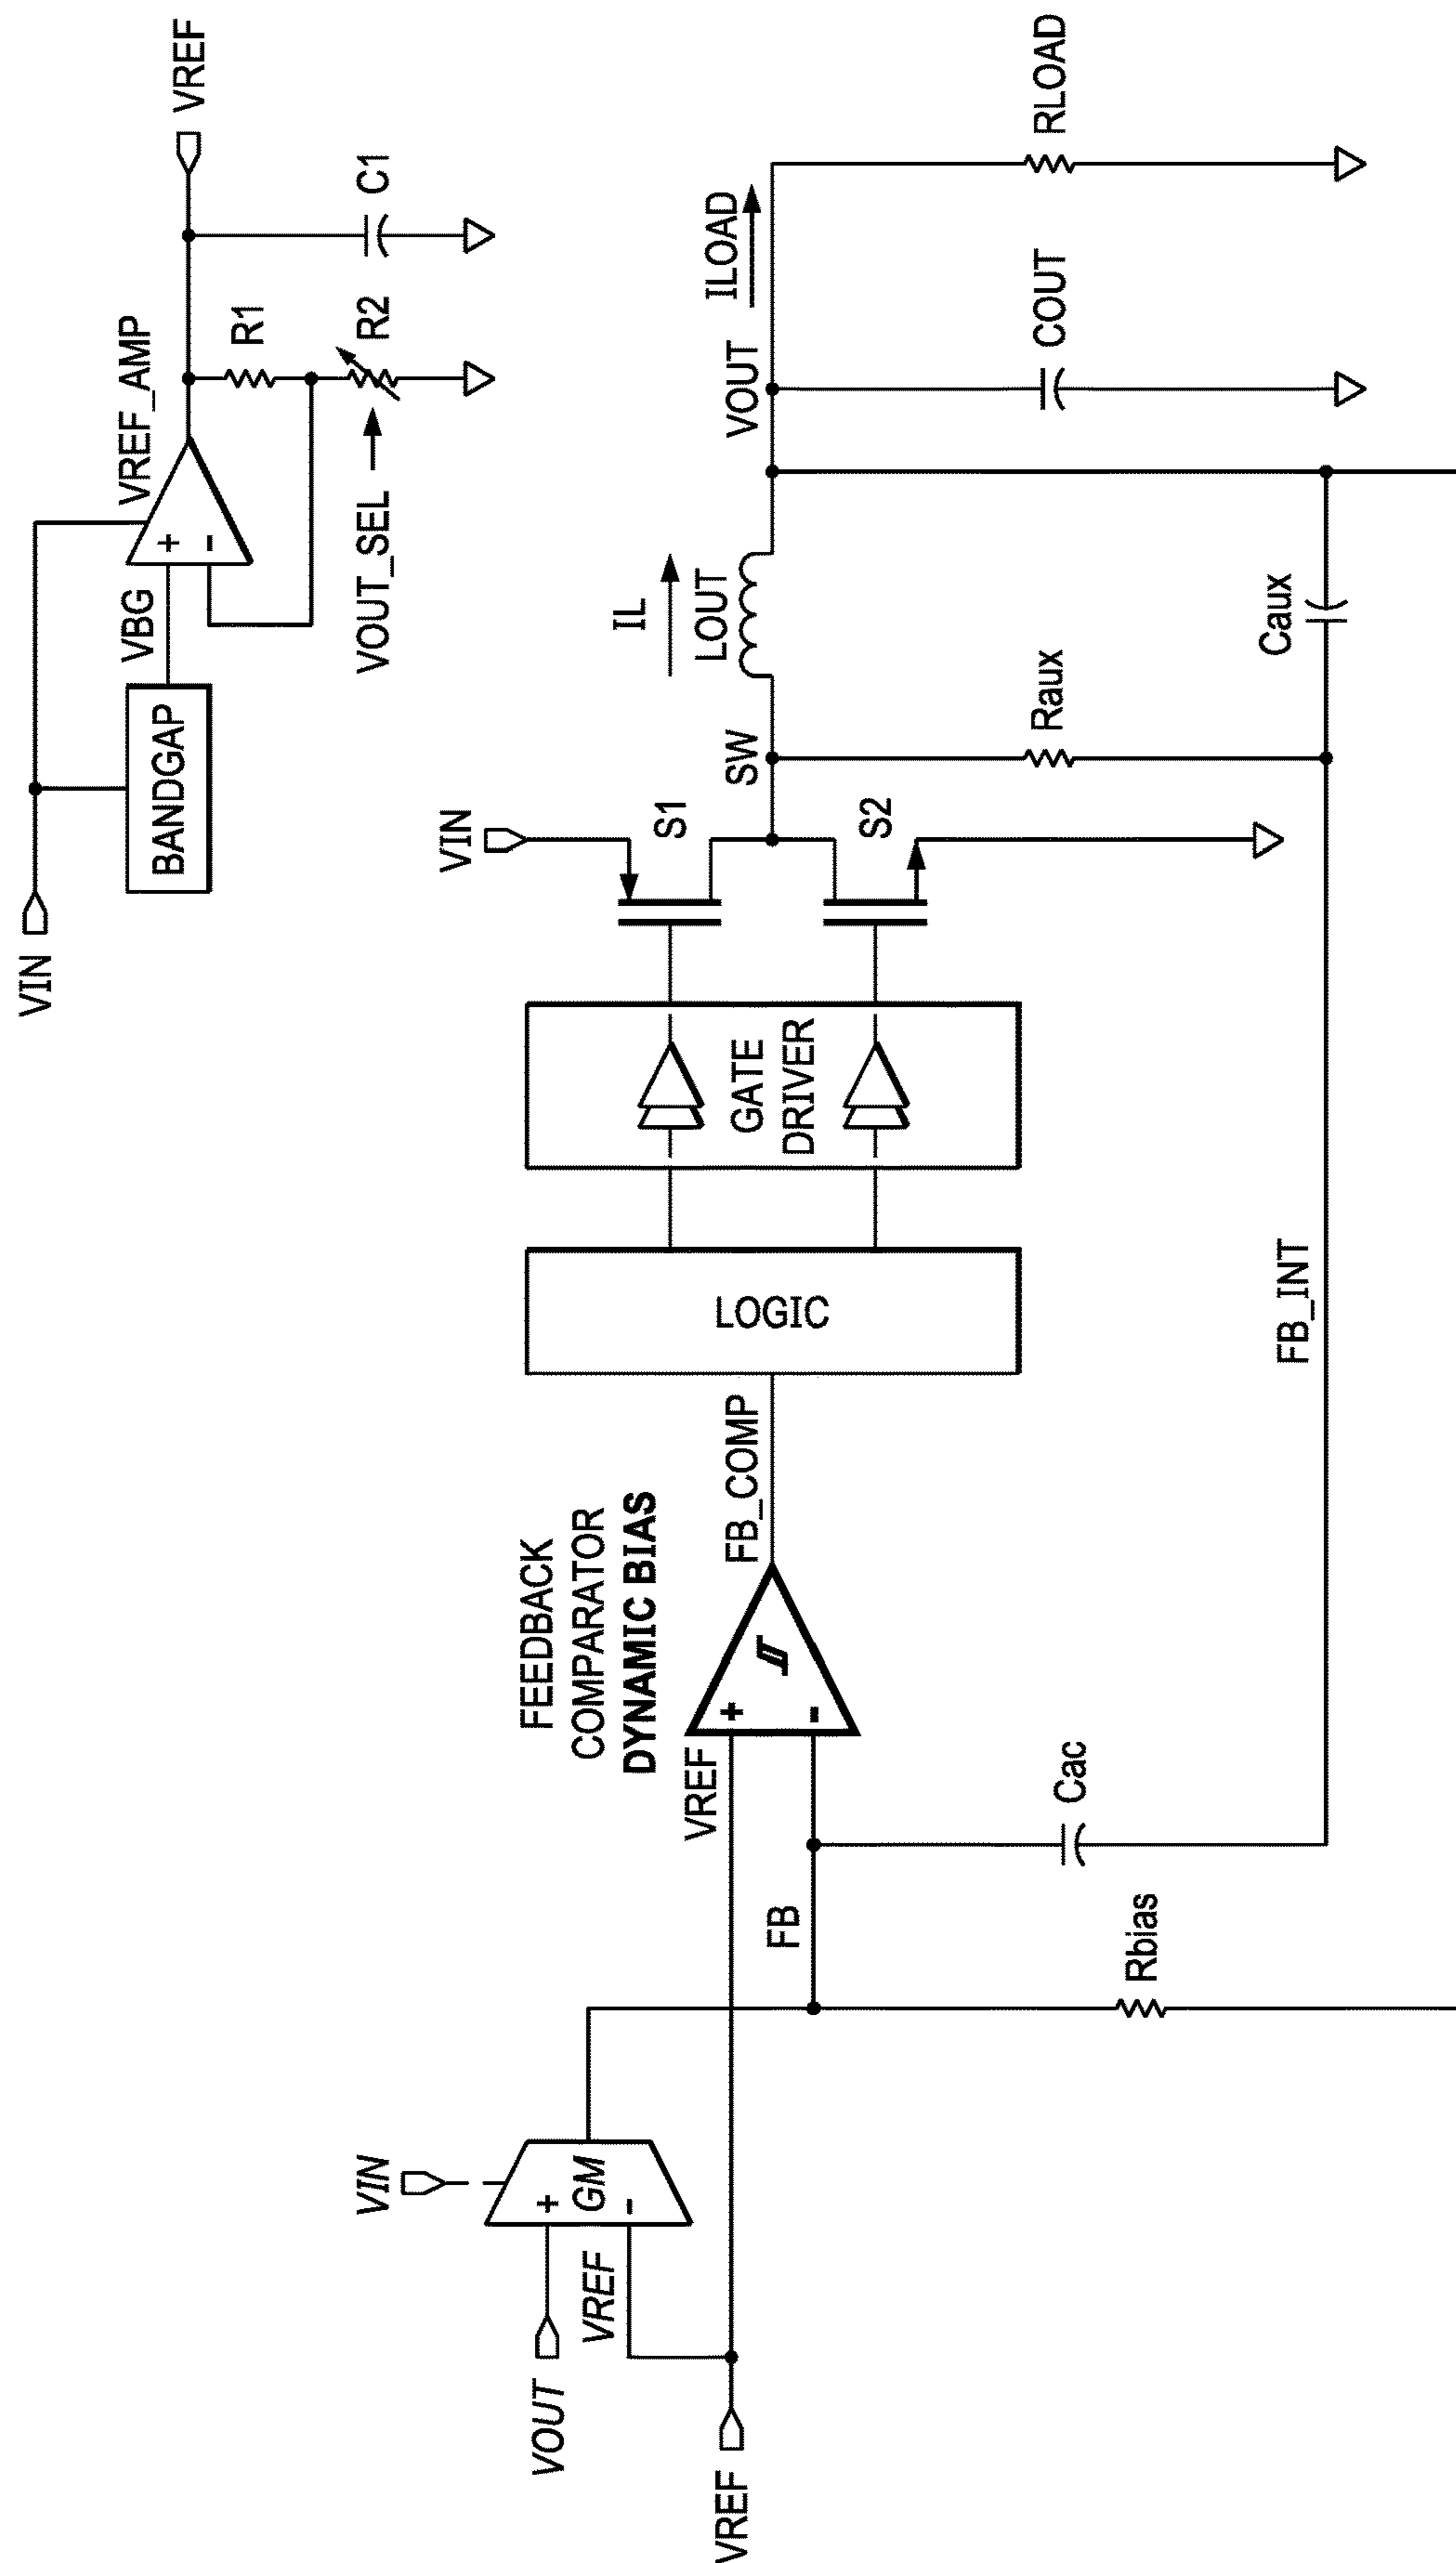 VIN
BANDGAP
VBG
+
-
VREF_AMP
VREF
R1
R2
C1
VOUT_SEL
VIN
S1
S2
SW
IL
LOUT
VOUT
ILOAD
COUT
RLOAD
Raux
Caux
GATE
DRIVER
LOGIC
FB_COMP
FEEDBACK
COMPARATOR
DYNAMIC BIAS
VREF
+
-
FB
Cac
FB_INT
Rbias
VIN
+
GM
-
VOUT
VREF
VREF